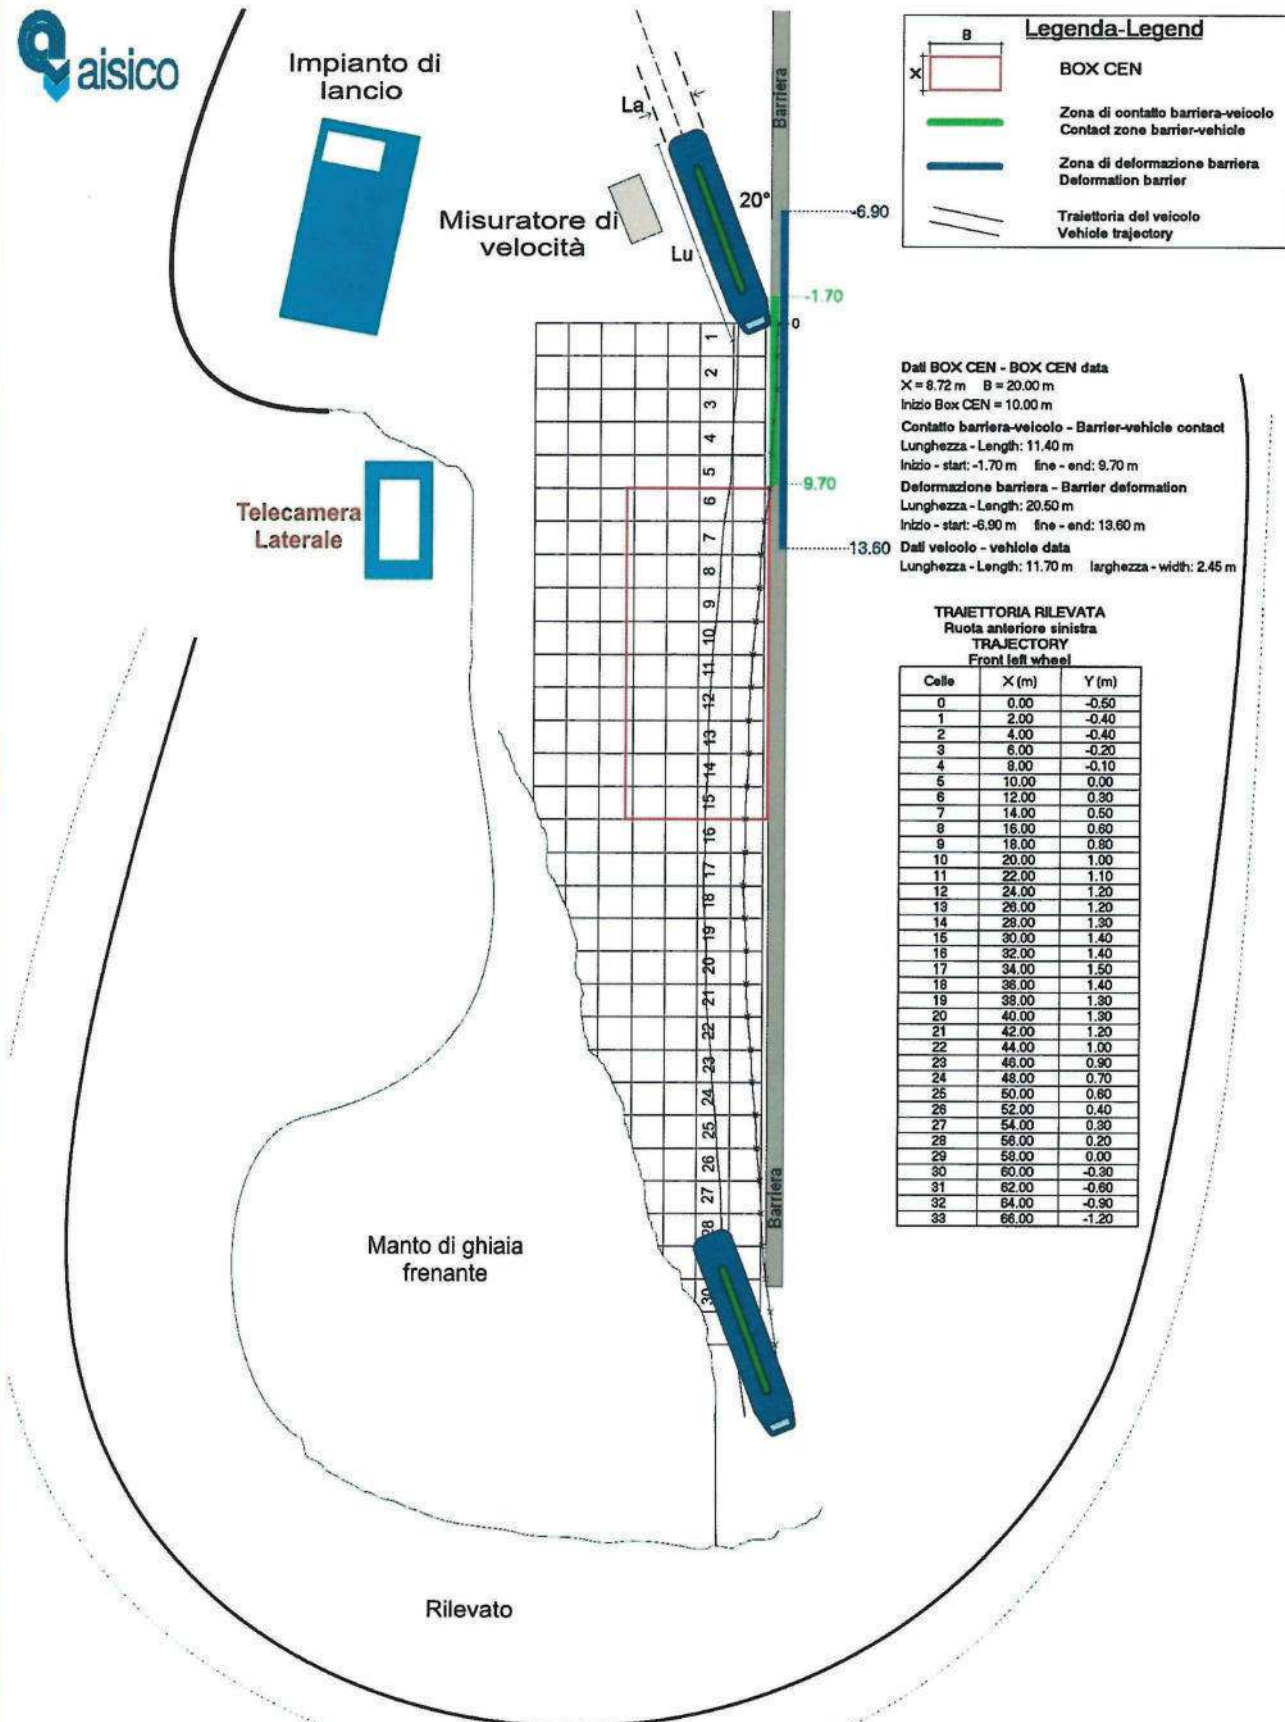 aisico
Impianto di
lancio
La
Barriera
20°
Misuratore di
velocità
Lu
-6.90
-1.70
0
9.70
13.60
Telecamera
Laterale
1
2
3
4
5
6
7
8
9
10
11
12
13
14
15
16
17
18
19
20
21
22
23
24
25
26
27
28
30
Barriera
Manto di ghiaia
frenante
Rilevato
Legenda-Legend
B
X
BOX CEN
Zona di contatto barriera-veicolo
Contact zone barrier-vehicle
Zona di deformazione barriera
Deformation barrier
Traiettoria del veicolo
Vehicle trajectory
Dati BOX CEN - BOX CEN data
X = 8.72 m B = 20.00 m
Inizio Box CEN = 10.00 m
Contatto barriera-veicolo - Barrier-vehicle contact
Lunghezza - Length: 11.40 m
Inizio - start: -1.70 m fine - end: 9.70 m
Deformazione barriera - Barrier deformation
Lunghezza - Length: 20.50 m
Inizio - start: -6.90 m fine - end: 13.60 m
Dati veicolo - vehicle data
Lunghezza - Length: 11.70 m larghezza - width: 2.45 m
TRAIETTORIA RILEVATA
Ruota anteriore sinistra
TRAJECTORY
Front left wheel
Celle X (m) Y (m)
0 0.00 -0.50
1 2.00 -0.40
2 4.00 -0.40
3 6.00 -0.20
4 8.00 -0.10
5 10.00 0.00
6 12.00 0.30
7 14.00 0.50
8 16.00 0.60
9 18.00 0.80
10 20.00 1.00
11 22.00 1.10
12 24.00 1.20
13 26.00 1.20
14 28.00 1.30
15 30.00 1.40
16 32.00 1.40
17 34.00 1.50
18 36.00 1.40
19 38.00 1.30
20 40.00 1.30
21 42.00 1.20
22 44.00 1.00
23 46.00 0.90
24 48.00 0.70
25 50.00 0.60
26 52.00 0.40
27 54.00 0.30
28 56.00 0.20
29 58.00 0.00
30 60.00 -0.30
31 62.00 -0.60
32 64.00 -0.90
33 66.00 -1.20